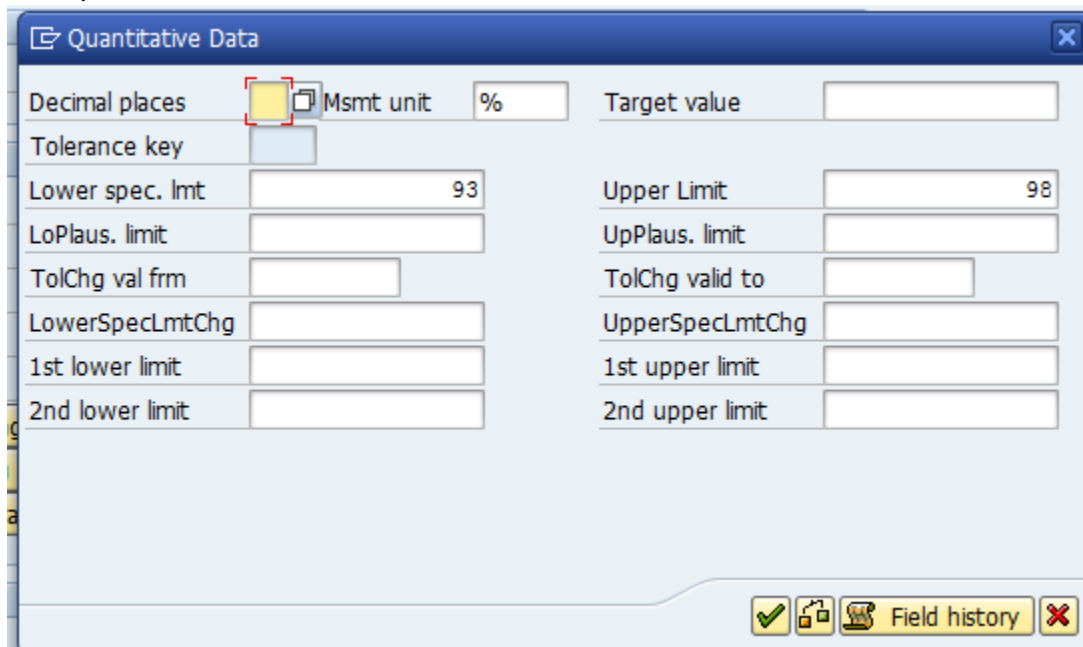 Quantitative Data
Decimal places Msmt unit % Target value
Tolerance key
Lower spec. lmt 93 Upper Limit 98
LoPlaus. limit UpPlaus. limit
TolChg val frm TolChg valid to
LowerSpecLmtChg UpperSpecLmtChg
1st lower limit 1st upper limit
2nd lower limit 2nd upper limit
Field history